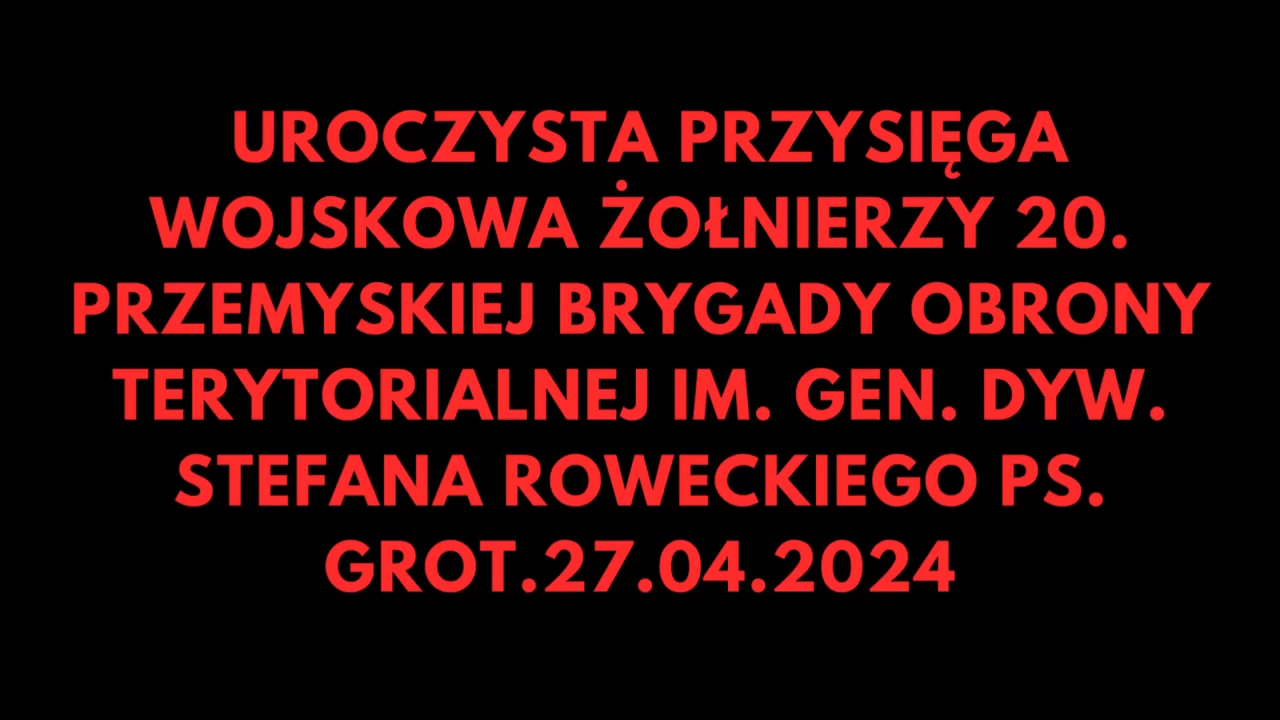 UROCZYSTA PRZYSIĘGA
WOJSKOWA ŻOŁNIERZY 20.
PRZEMYSKIEJ BRYGADY OBRONY
TERYTORIALNEJ IM. GEN. DYW.
STEFANA ROWECKIEGO PS.
GROT.27.04.2024